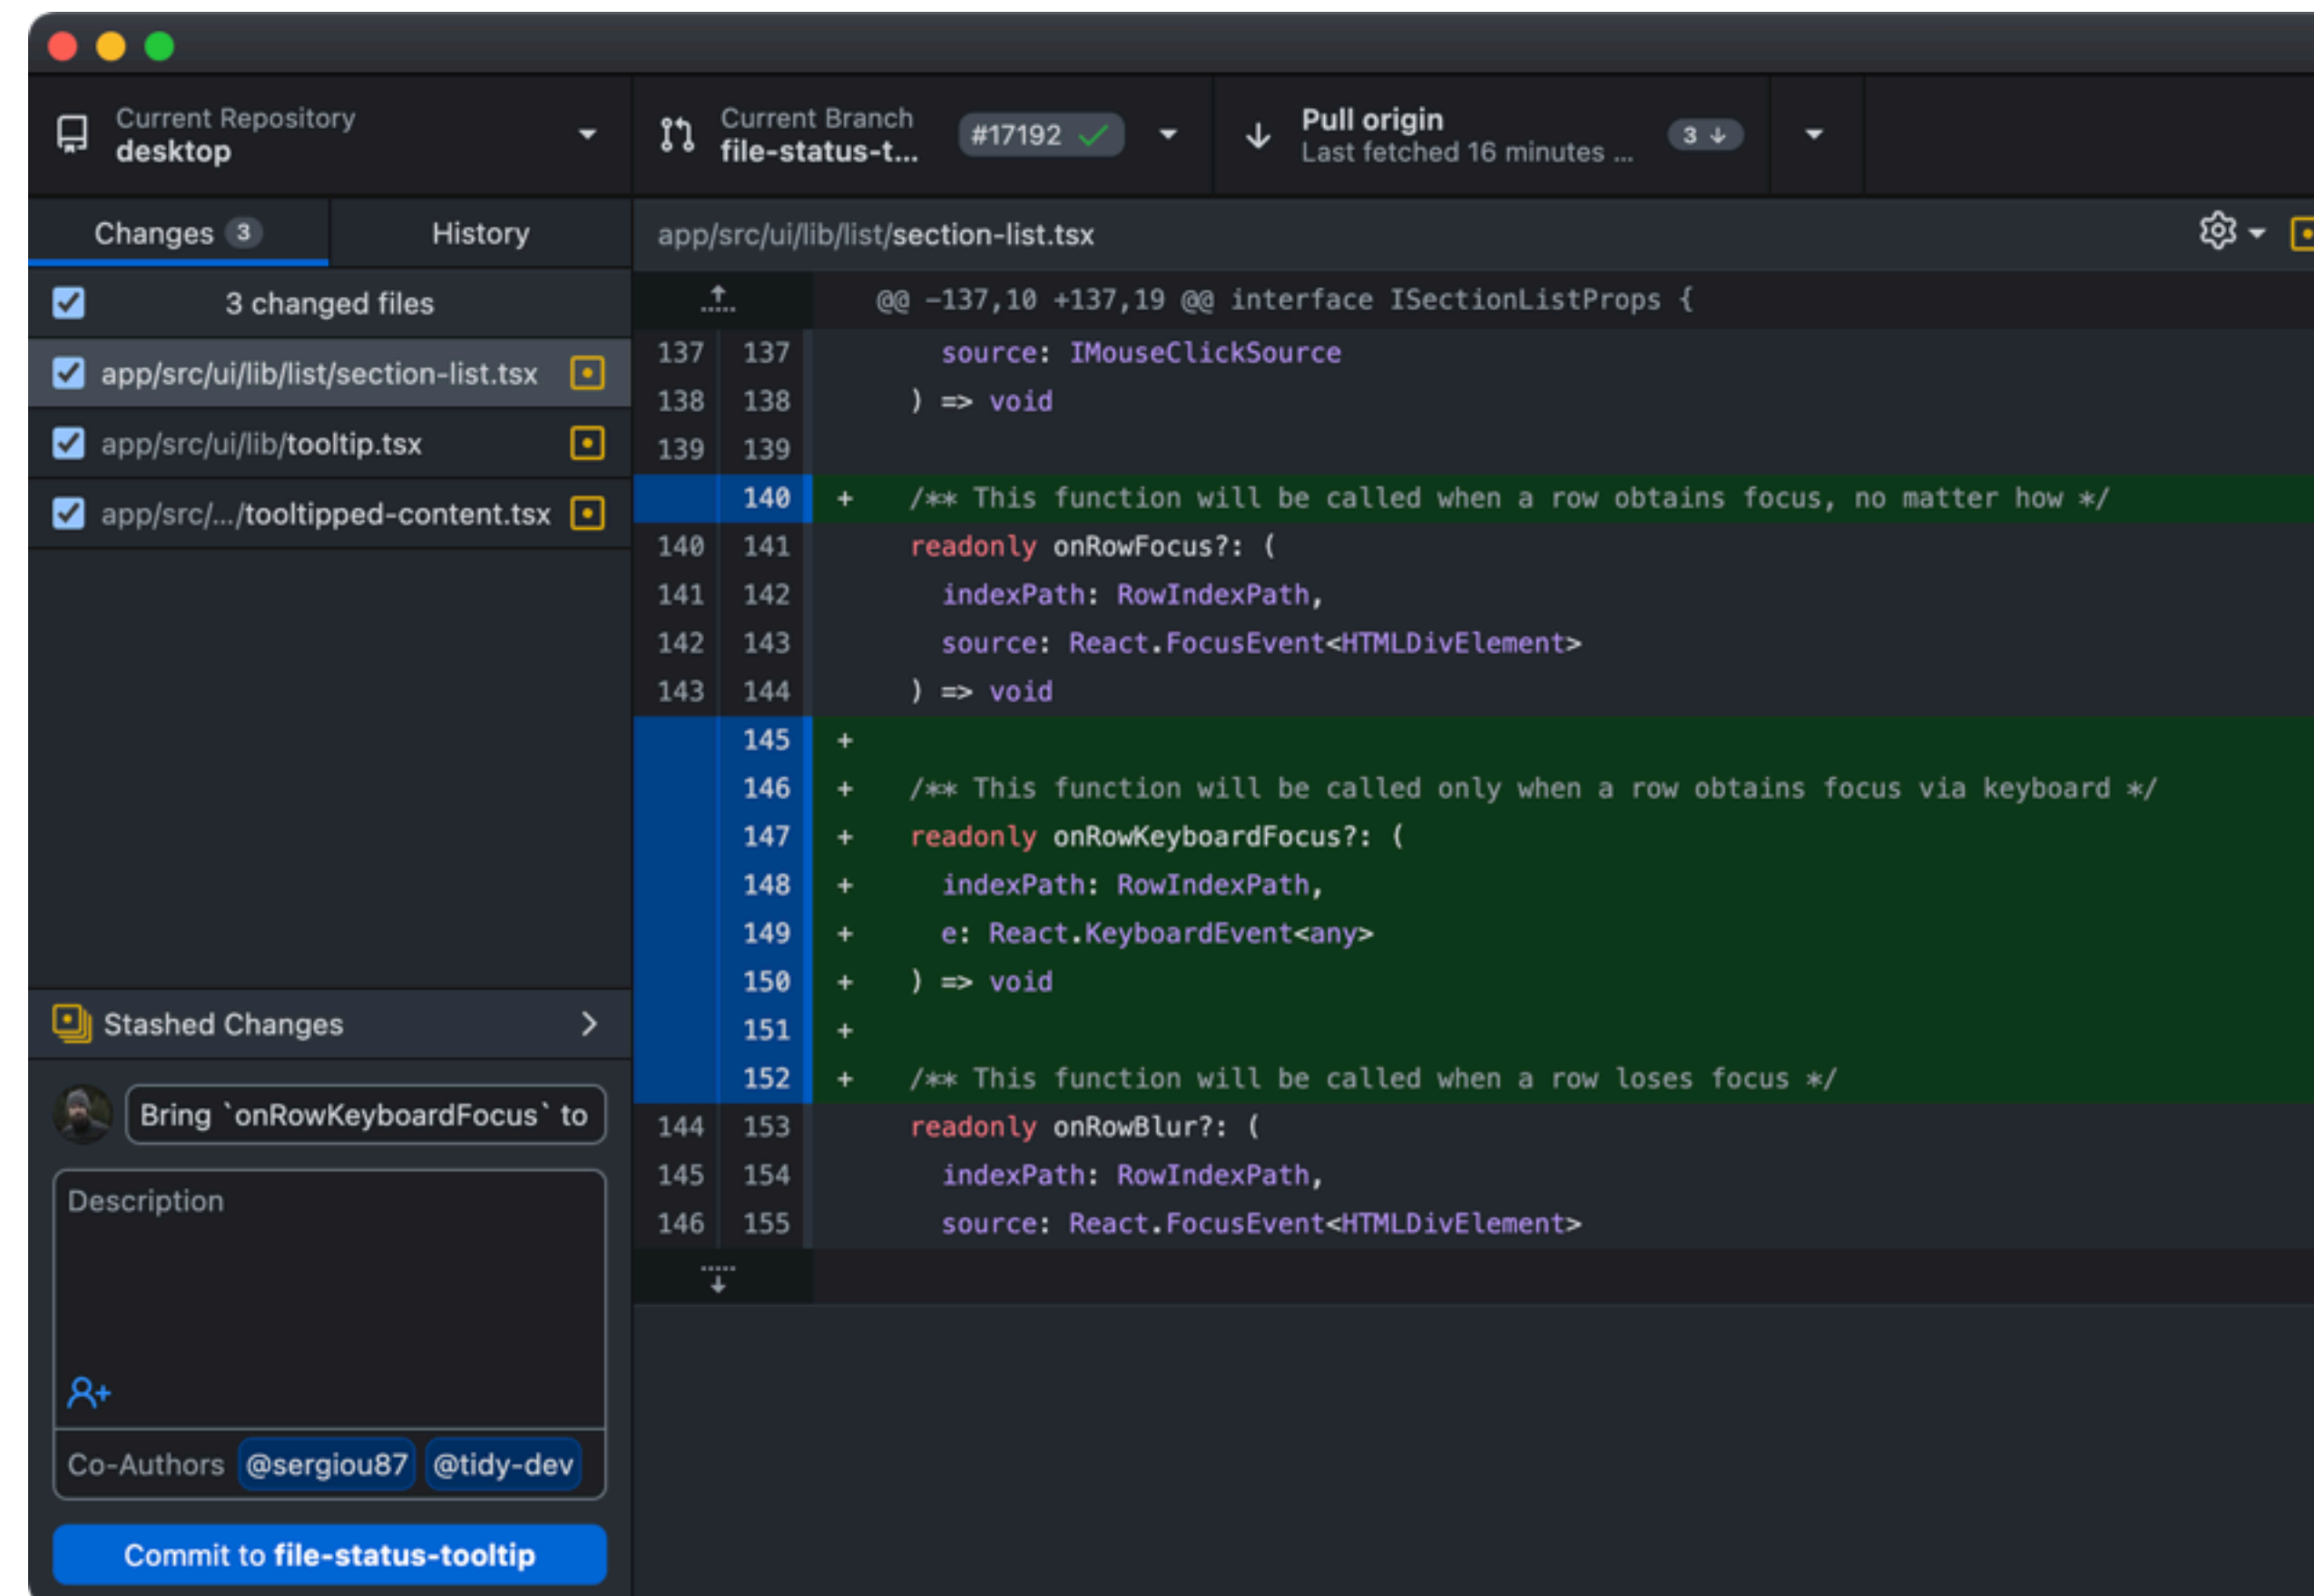 Current Repository
desktop
Current Branch
file-status-t...
#17192
Pull origin
Last fetched 16 minutes ...
3
Changes 3
History
3 changed files
app/src/ui/lib/list/section-list.tsx
app/src/ui/lib/tooltip.tsx
app/src/.../tooltipped-content.tsx
Stashed Changes
Bring `onRowKeyboardFocus` to
Description
Co-Authors @sergiou87 @tidy-dev
Commit to file-status-tooltip
app/src/ui/lib/list/section-list.tsx
@@ -137,10 +137,19 @@ interface ISectionListProps {
137 137 source: IMouseClickSource
138 138 ) => void
139 139
140 + /** This function will be called when a row obtains focus, no matter how */
140 141 readonly onRowFocus?: (
141 142 indexPath: RowIndexPath,
142 143 source: React.FocusEvent<HTMLDivElement>
143 144 ) => void
145 +
146 + /** This function will be called only when a row obtains focus via keyboard */
147 + readonly onRowKeyboardFocus?: (
148 + indexPath: RowIndexPath,
149 + e: React.KeyboardEvent<any>
150 + ) => void
151 +
152 + /** This function will be called when a row loses focus */
144 153 readonly onRowBlur?: (
145 154 indexPath: RowIndexPath,
146 155 source: React.FocusEvent<HTMLDivElement>